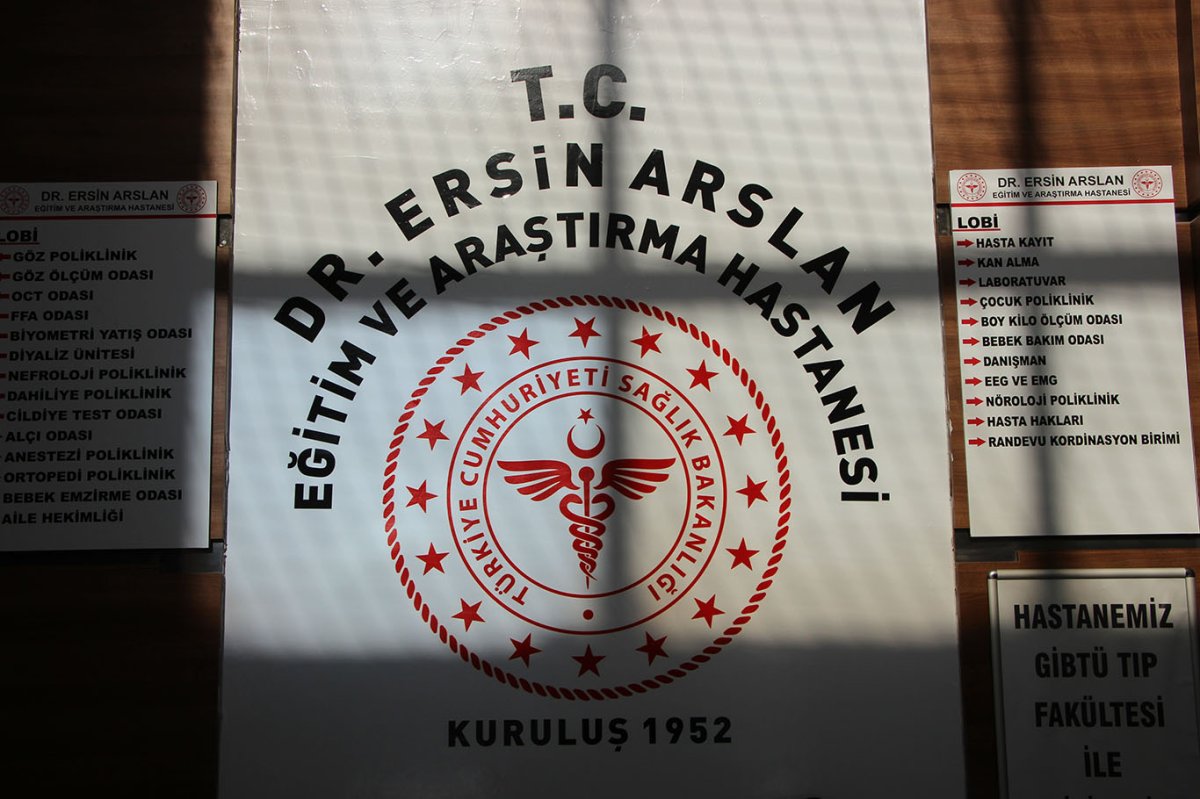 DR. ERSİN ARSLAN
EĞİTİM VE ARAŞTIRMA HASTANESİ
LOBİ
GÖZ POLİKLİNİK
GÖZ ÖLÇÜM ODASI
OCT ODASI
FFA ODASI
BİYOMETRİ YATIŞ ODASI
DİYALİZ ÜNİTESİ
NEFROLOJİ POLİKLİNİK
DAHİLİYE POLİKLİNİK
CİLDİYE TEST ODASI
ALÇI ODASI
ANESTEZİ POLİKLİNİK
ORTOPEDİ POLİKLİNİK
BEBEK EMZİRME ODASI
AİLE HEKİMLİĞİ
T.C.
DR. ERSİN ARSLAN
EĞİTİM VE ARAŞTIRMA HASTANESİ
TÜRKİYE CUMHURİYETİ SAĞLIK BAKANLIĞI
KURULUŞ 1952
DR. ERSİN ARSLAN
EĞİTİM VE ARAŞTIRMA HASTANESİ
LOBİ
HASTA KAYIT
KAN ALMA
LABORATUVAR
ÇOCUK POLİKLİNİK
BOY KİLO ÖLÇÜM ODASI
BEBEK BAKIM ODASI
DANIŞMAN
EEG VE EMG
NÖROLOJİ POLİKLİNİK
HASTA HAKLARI
RANDEVU KORDİNASYON BİRİMİ
HASTANEMİZ
GİBTÜ TIP
FAKÜLTESİ
İLE